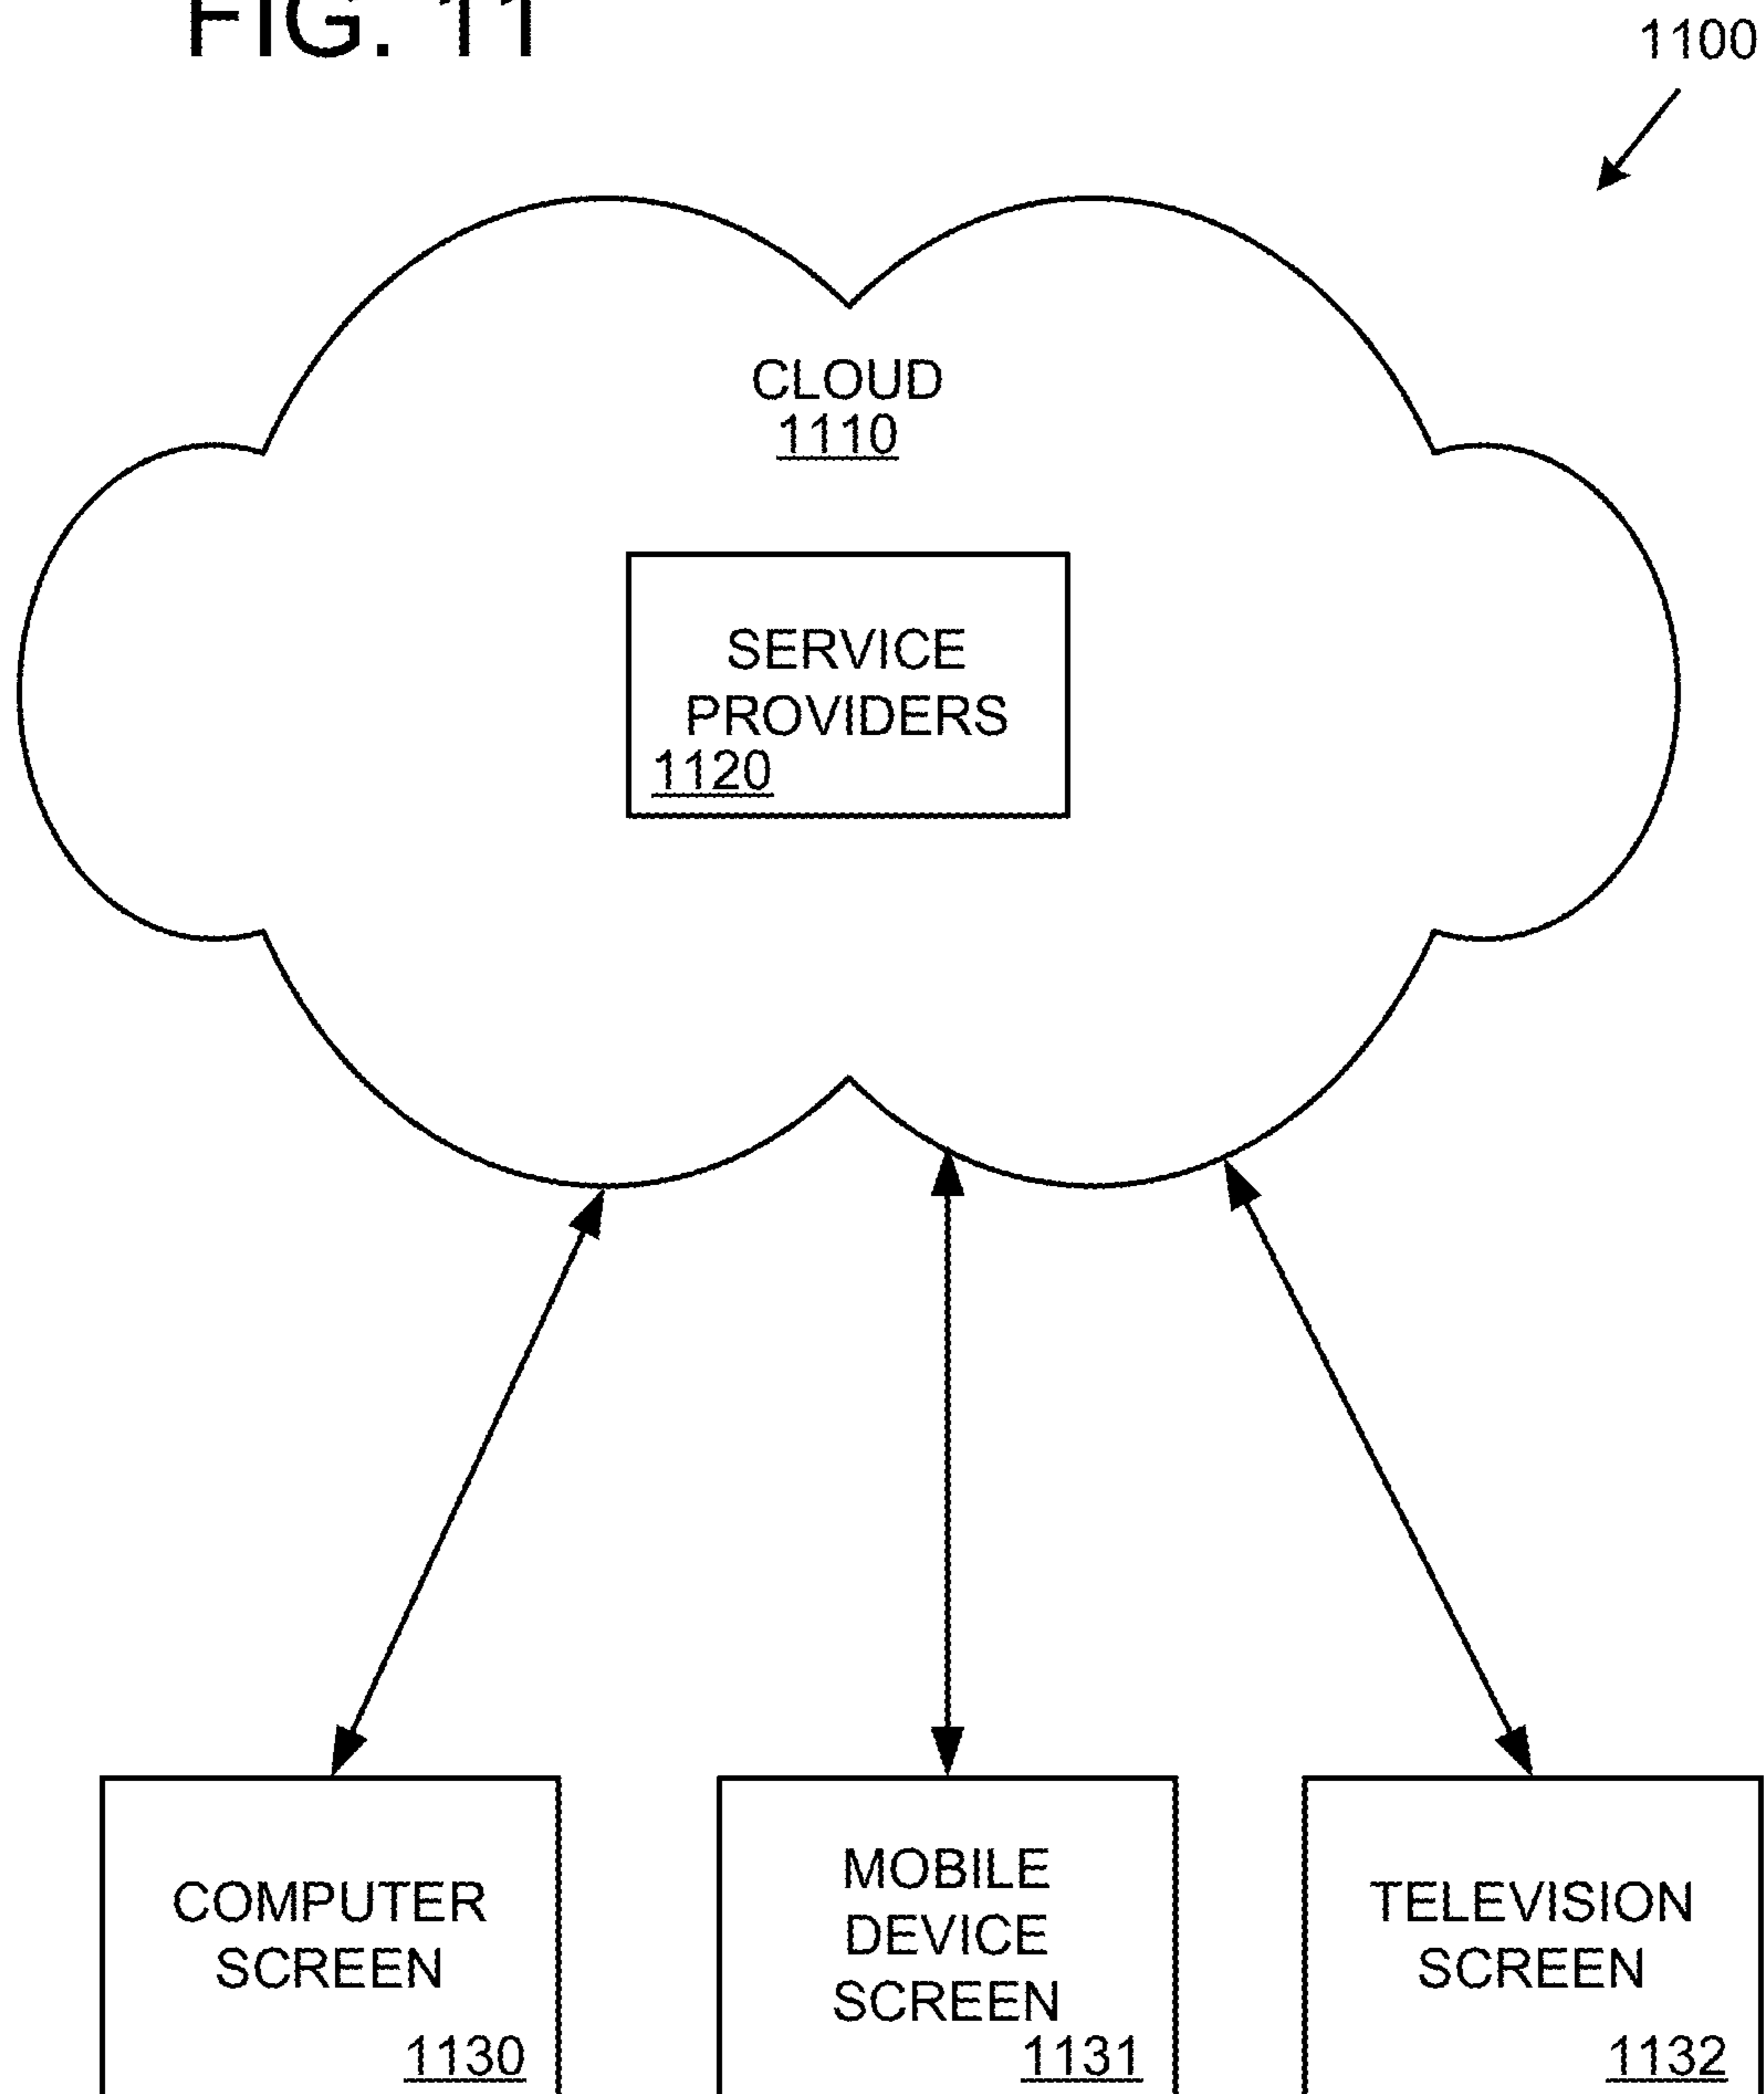 FIG. 11
1100
CLOUD
1110
SERVICE
PROVIDERS
1120
COMPUTER
SCREEN
1130
MOBILE
DEVICE
SCREEN
1131
TELEVISION
SCREEN
1132